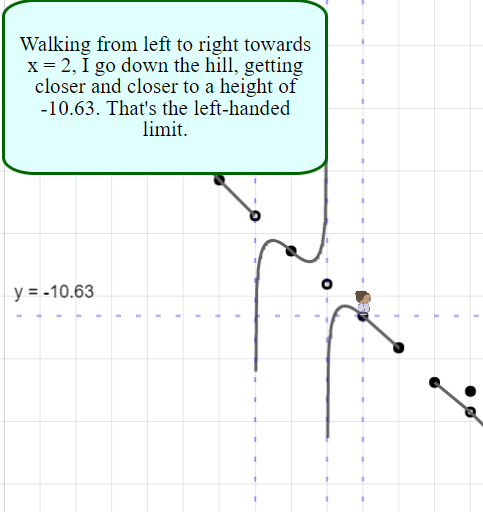 Walking from left to right towards
x = 2, I go down the hill, getting
closer and closer to a height of
-10.63. That's the left-handed
limit.
y = -10.63